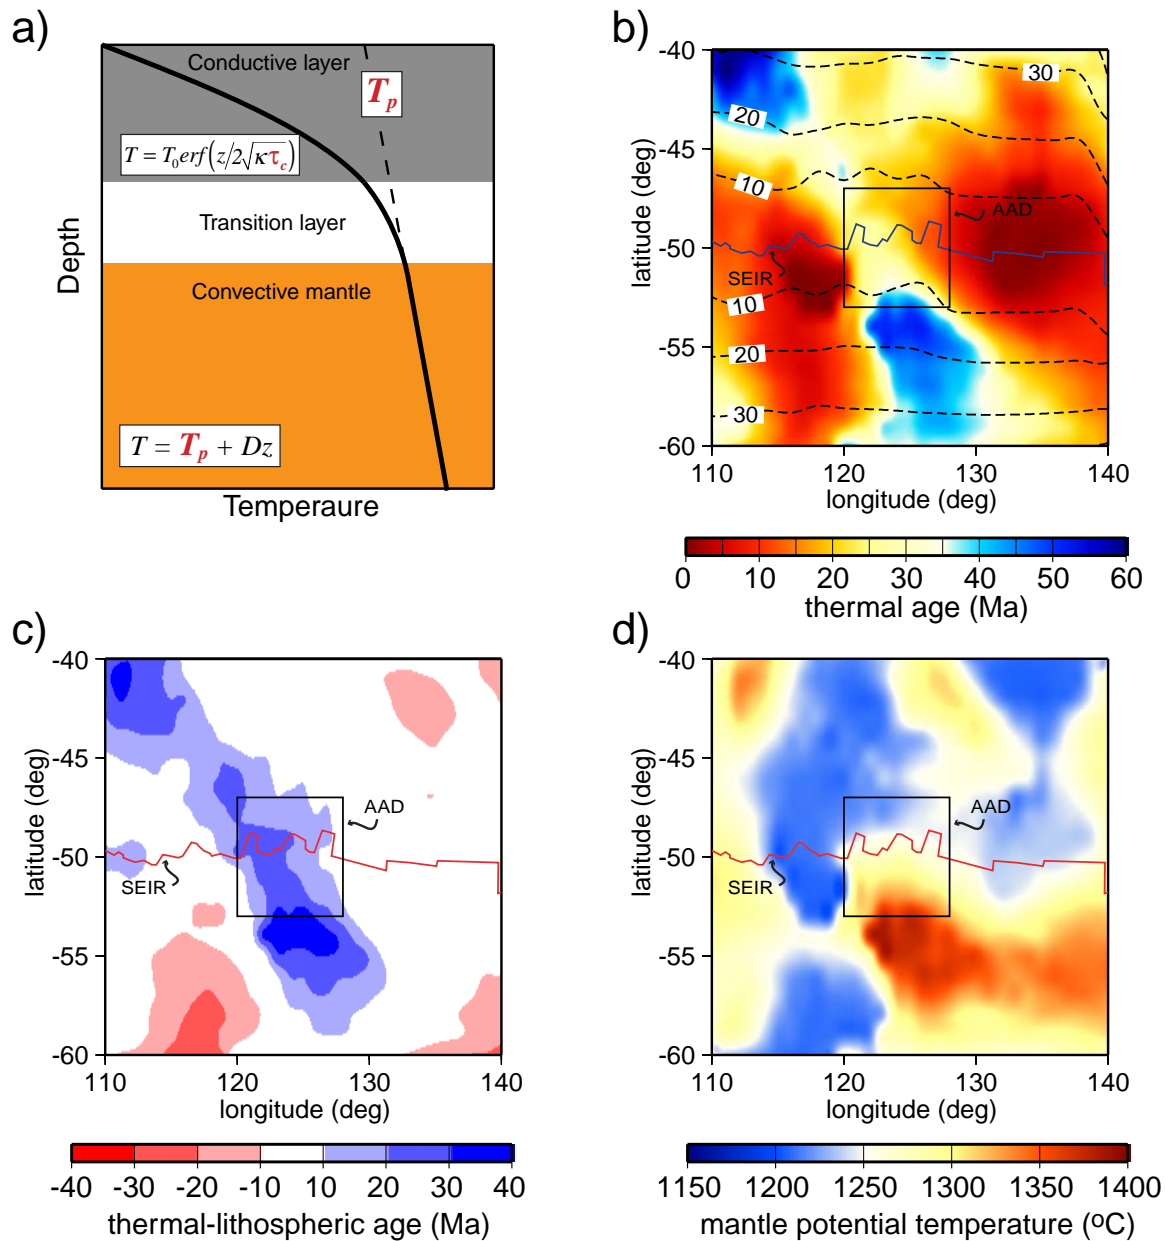 a)
Conductive layer
T_p
T = T_0 erf(z/2√κτ_c)
Transition layer
Convective mantle
T = T_p + Dz
Depth
Temperaure
b)
-40
-45
-50
-55
-60
110
120
130
140
latitude (deg)
longitude (deg)
30
20
10
AAD
SEIR
10
20
30
0
10
20
30
40
50
60
thermal age (Ma)
c)
-40
-45
-50
-55
-60
110
120
130
140
latitude (deg)
longitude (deg)
AAD
SEIR
-40
-30
-20
-10
10
20
30
40
thermal-lithospheric age (Ma)
d)
-40
-45
-50
-55
-60
110
120
130
140
latitude (deg)
longitude (deg)
AAD
SEIR
1150
1200
1250
1300
1350
1400
mantle potential temperature (ºC)